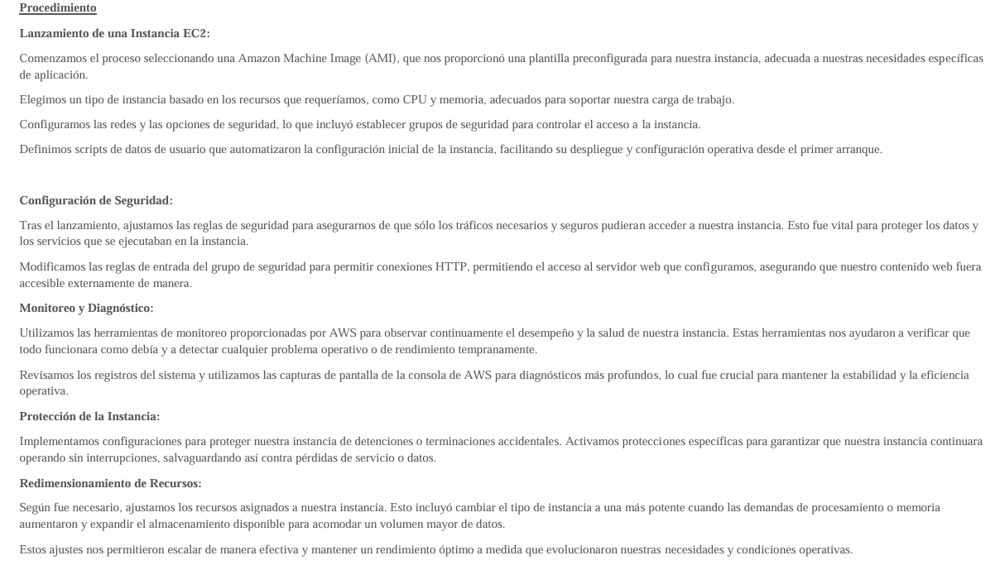 Procedimiento
Lanzamiento de una Instancia EC2:
Comenzamos el proceso seleccionando una Amazon Machine Image (AMI), que nos proporcionó una plantilla preconfigurada para nuestra instancia, adecuada a nuestras necesidades específicas
de aplicación.
Elegimos un tipo de instancia basado en los recursos que requeríamos, como CPU y memoria, adecuados para soportar nuestra carga de trabajo.
Configuramos las redes y las opciones de seguridad, lo que incluyó establecer grupos de seguridad para controlar el acceso a la instancia.
Definimos scripts de datos de usuario que automatizaron la configuración inicial de la instancia, facilitando su despliegue y configuración operativa desde el primer arranque.
Configuración de Seguridad:
Tras el lanzamiento, ajustamos las reglas de seguridad para asegurarnos de que sólo los tráficos necesarios y seguros pudieran acceder a nuestra instancia. Esto fue vital para proteger los datos y
los servicios que se ejecutaban en la instancia.
Modificamos las reglas de entrada del grupo de seguridad para permitir conexiones HTTP, permitiendo el acceso al servidor web que configuramos, asegurando que nuestro contenido web fuera
accesible externamente de manera.
Monitoreo y Diagnóstico:
Utilizamos las herramientas de monitoreo proporcionadas por AWS para observar continuamente el desempeño y la salud de nuestra instancia. Estas herramientas nos ayudaron a verificar que
todo funcionara como debía y a detectar cualquier problema operativo o de rendimiento tempranamente.
Revisamos los registros del sistema y utilizamos las capturas de pantalla de la consola de AWS para diagnósticos más profundos, lo cual fue crucial para mantener la estabilidad y la eficiencia
operativa.
Protección de la Instancia:
Implementamos configuraciones para proteger nuestra instancia de detenciones o terminaciones accidentales. Activamos protecciones específicas para garantizar que nuestra instancia continuara
operando sin interrupciones, salvaguardando así contra pérdidas de servicio o datos.
Redimensionamiento de Recursos:
Según fue necesario, ajustamos los recursos asignados a nuestra instancia. Esto incluyó cambiar el tipo de instancia a una más potente cuando las demandas de procesamiento o memoria
aumentaron y expandir el almacenamiento disponible para acomodar un volumen mayor de datos.
Estos ajustes nos permitieron escalar de manera efectiva y mantener un rendimiento óptimo a medida que evolucionaron nuestras necesidades y condiciones operativas.